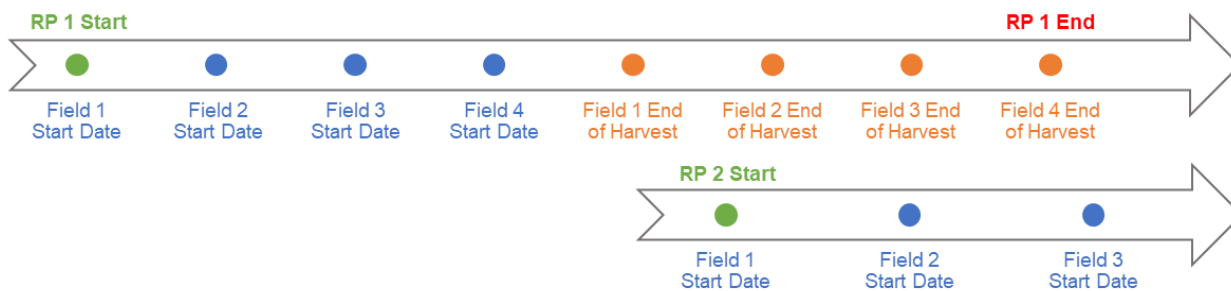 RP 1 Start
RP 1 End
Field 1
Start Date
Field 2
Start Date
Field 3
Start Date
Field 4
Start Date
Field 1 End
of Harvest
Field 2 End
of Harvest
Field 3 End
of Harvest
Field 4 End
of Harvest
RP 2 Start
Field 1
Start Date
Field 2
Start Date
Field 3
Start Date